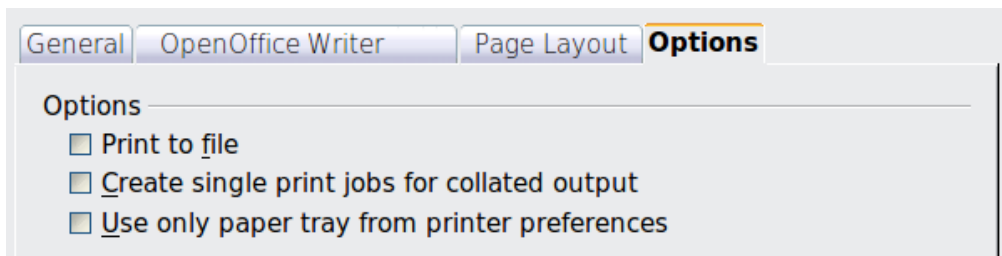 General OpenOffice Writer Page Layout Options
Options
Print to file
Create single print jobs for collated output
Use only paper tray from printer preferences